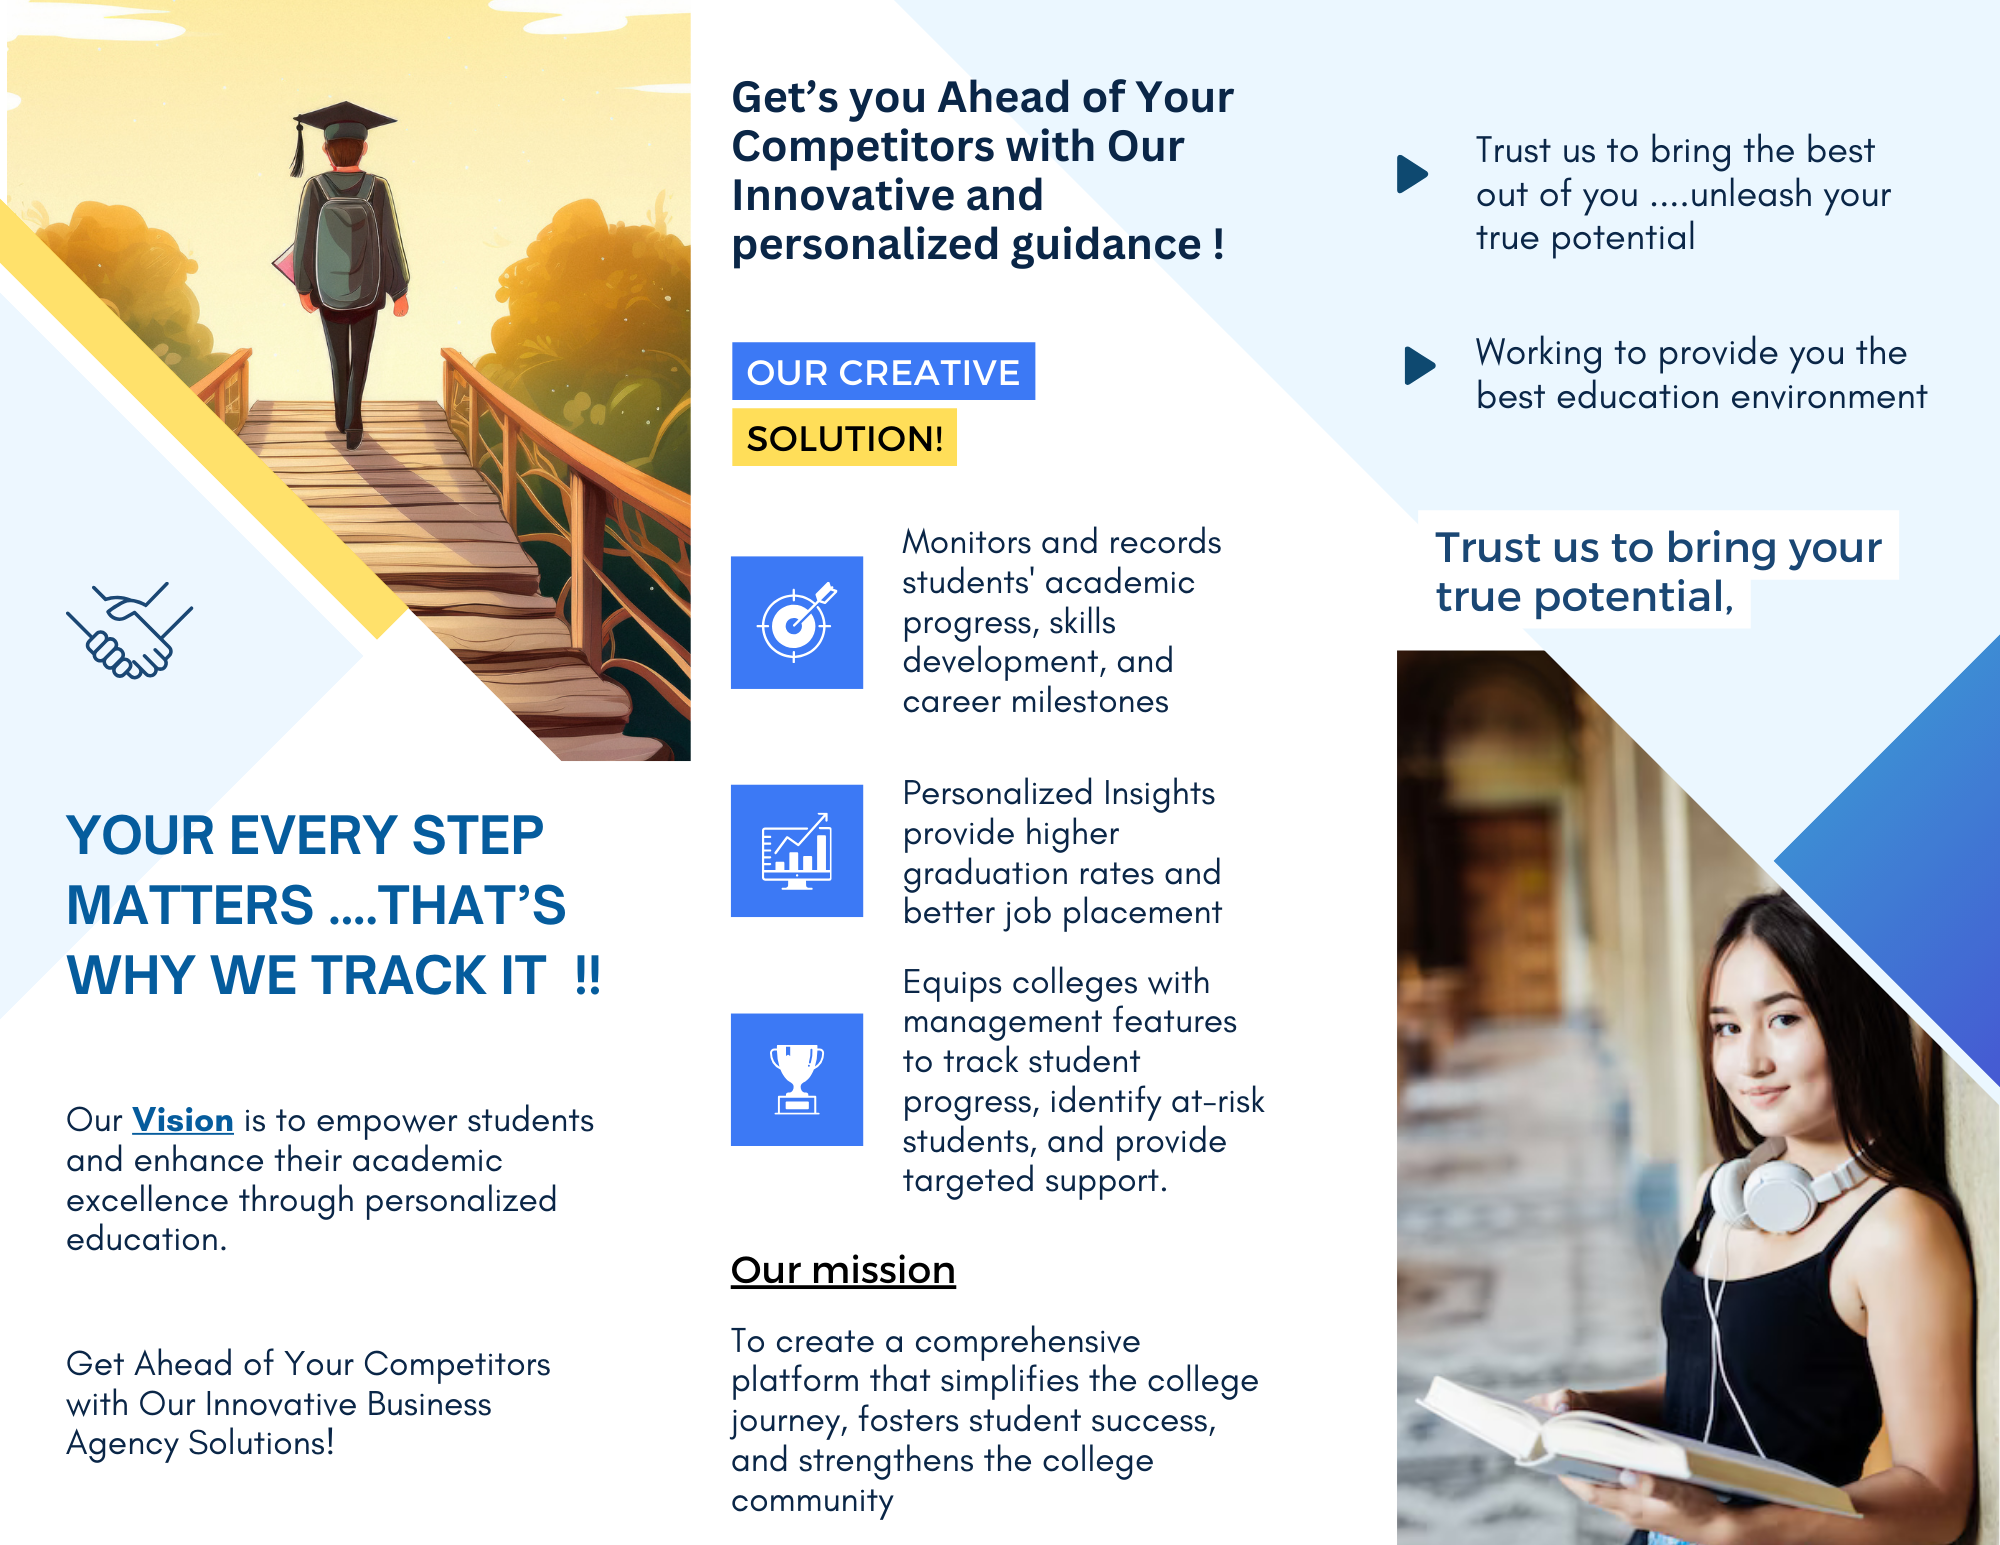 YOUR EVERY STEP
MATTERS ....THAT'S
WHY WE TRACK IT  !!
Our Vision is to empower students
and enhance their academic
excellence through personalized
education.
Get Ahead of Your Competitors
with Our Innovative Business
Agency Solutions!
Get's you Ahead of Your
Competitors with Our
Innovative and
personalized guidance !
OUR CREATIVE
SOLUTION!
Monitors and records
students' academic
progress, skills
development, and
career milestones
Personalized Insights
provide higher
graduation rates and
better job placement
Equips colleges with
management features
to track student
progress, identify at-risk
students, and provide
targeted support.
Our mission
To create a comprehensive
platform that simplifies the college
journey, fosters student success,
and strengthens the college
community
Trust us to bring the best
out of you ....unleash your
true potential
Working to provide you the
best education environment
Trust us to bring your
true potential,